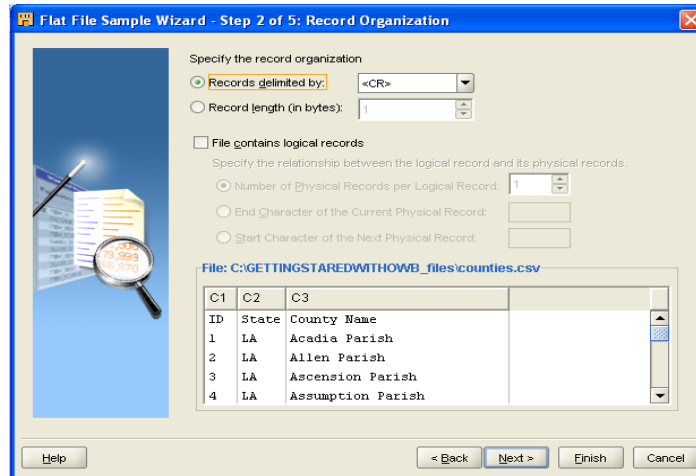 Flat File Sample Wizard - Step 2 of 5: Record Organization
Specify the record organization
Records delimited by: <CR>
Record length (in bytes): 1
File contains logical records
Specify the relationship between the logical record and its physical records.
Number of Physical Records per Logical Record: 1
End Character of the Current Physical Record:
Start Character of the Next Physical Record:
File: C:\GETTINGSTAREDWITHOWB_files\counties.csv
C1 C2 C3
ID State County Name
1 LA Acadia Parish
2 LA Allen Parish
3 LA Ascension Parish
4 LA Assumption Parish
Help < Back Next > Finish Cancel